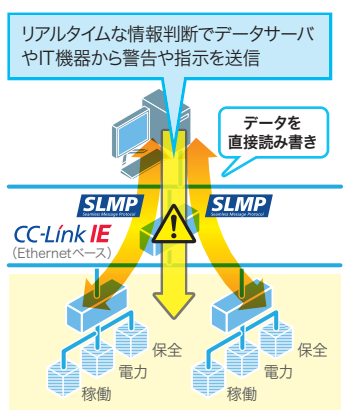 リアルタイムな情報判断でデータサーバ
やIT機器から警告や指示を送信
データを
直接読み書き
SLMP
Seamless Message Protocol
SLMP
Seamless Message Protocol
CC-Link IE
(Ethernetベース)
保全
電力
稼働
保全
電力
稼働